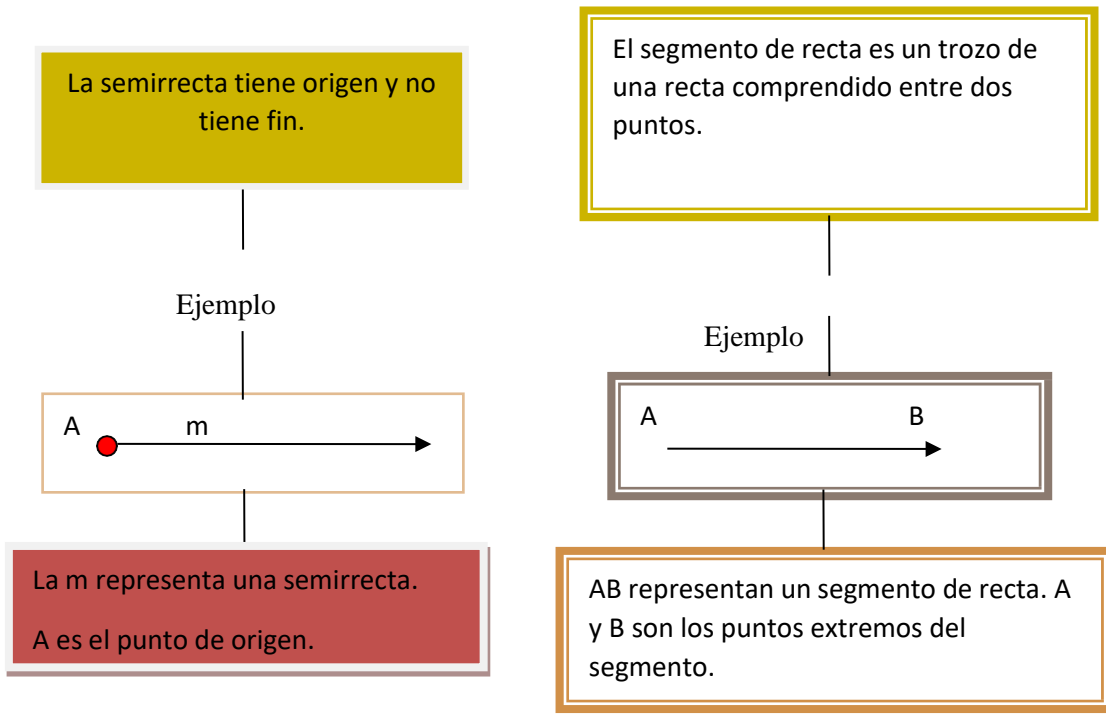 La semirrecta tiene origen y no
tiene fin.
Ejemplo
A m
La m representa una semirrecta.
A es el punto de origen.
El segmento de recta es un trozo de
una recta comprendido entre dos
puntos.
Ejemplo
A B
AB representan un segmento de recta. A
y B son los puntos extremos del
segmento.